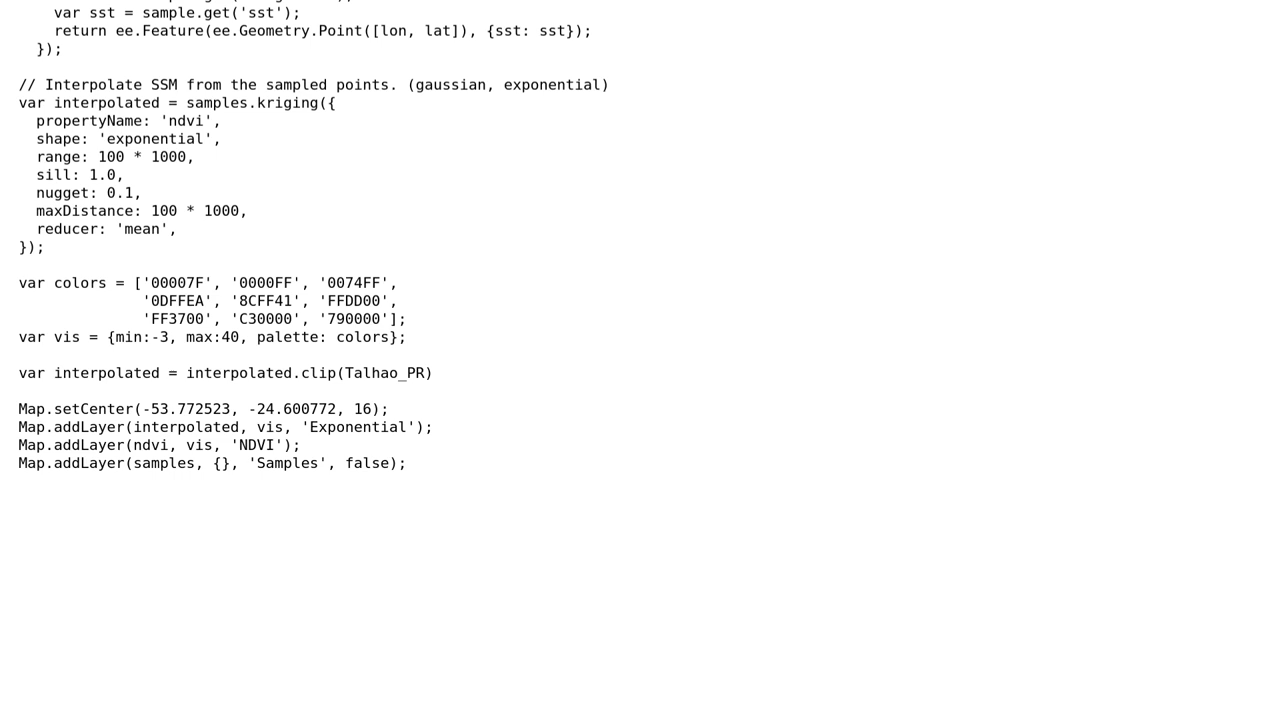 var sst = sample.get('sst');
    return ee.Feature(ee.Geometry.Point([lon, lat]), {sst: sst});
  });

// Interpolate SSM from the sampled points. (gaussian, exponential)
var interpolated = samples.kriging({
  propertyName: 'ndvi',
  shape: 'exponential',
  range: 100 * 1000,
  sill: 1.0,
  nugget: 0.1,
  maxDistance: 100 * 1000,
  reducer: 'mean',
});

var colors = ['00007F', '0000FF', '0074FF',
              '0DFFEA', '8CFF41', 'FFDD00',
              'FF3700', 'C30000', '790000'];
var vis = {min:-3, max:40, palette: colors};

var interpolated = interpolated.clip(Talhao_PR)

Map.setCenter(-53.772523, -24.600772, 16);
Map.addLayer(interpolated, vis, 'Exponential');
Map.addLayer(ndvi, vis, 'NDVI');
Map.addLayer(samples, {}, 'Samples', false);